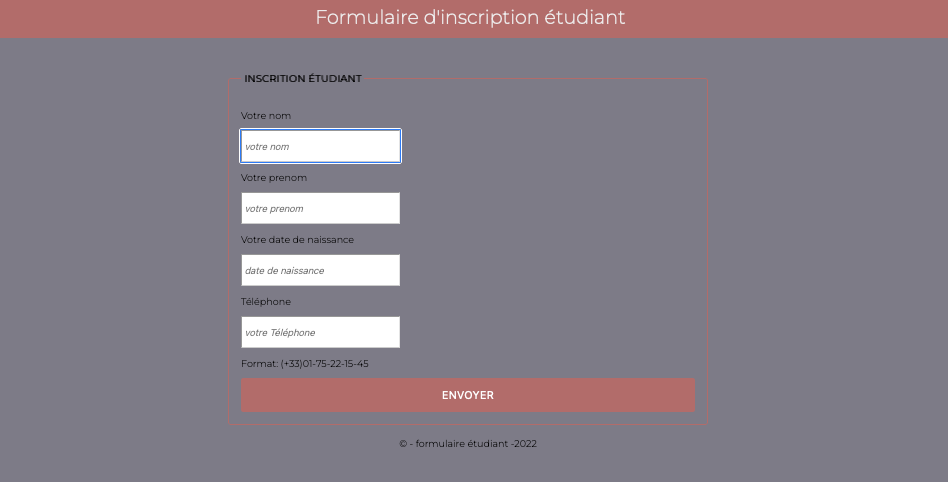 Formulaire d'inscription étudiant
INSCRITION ÉTUDIANT
Votre nom
votre nom
Votre prenom
votre prenom
Votre date de naissance
date de naissance
Téléphone
votre Téléphone
Format: (+33)01-75-22-15-45
ENVOYER
© - formulaire étudiant -2022